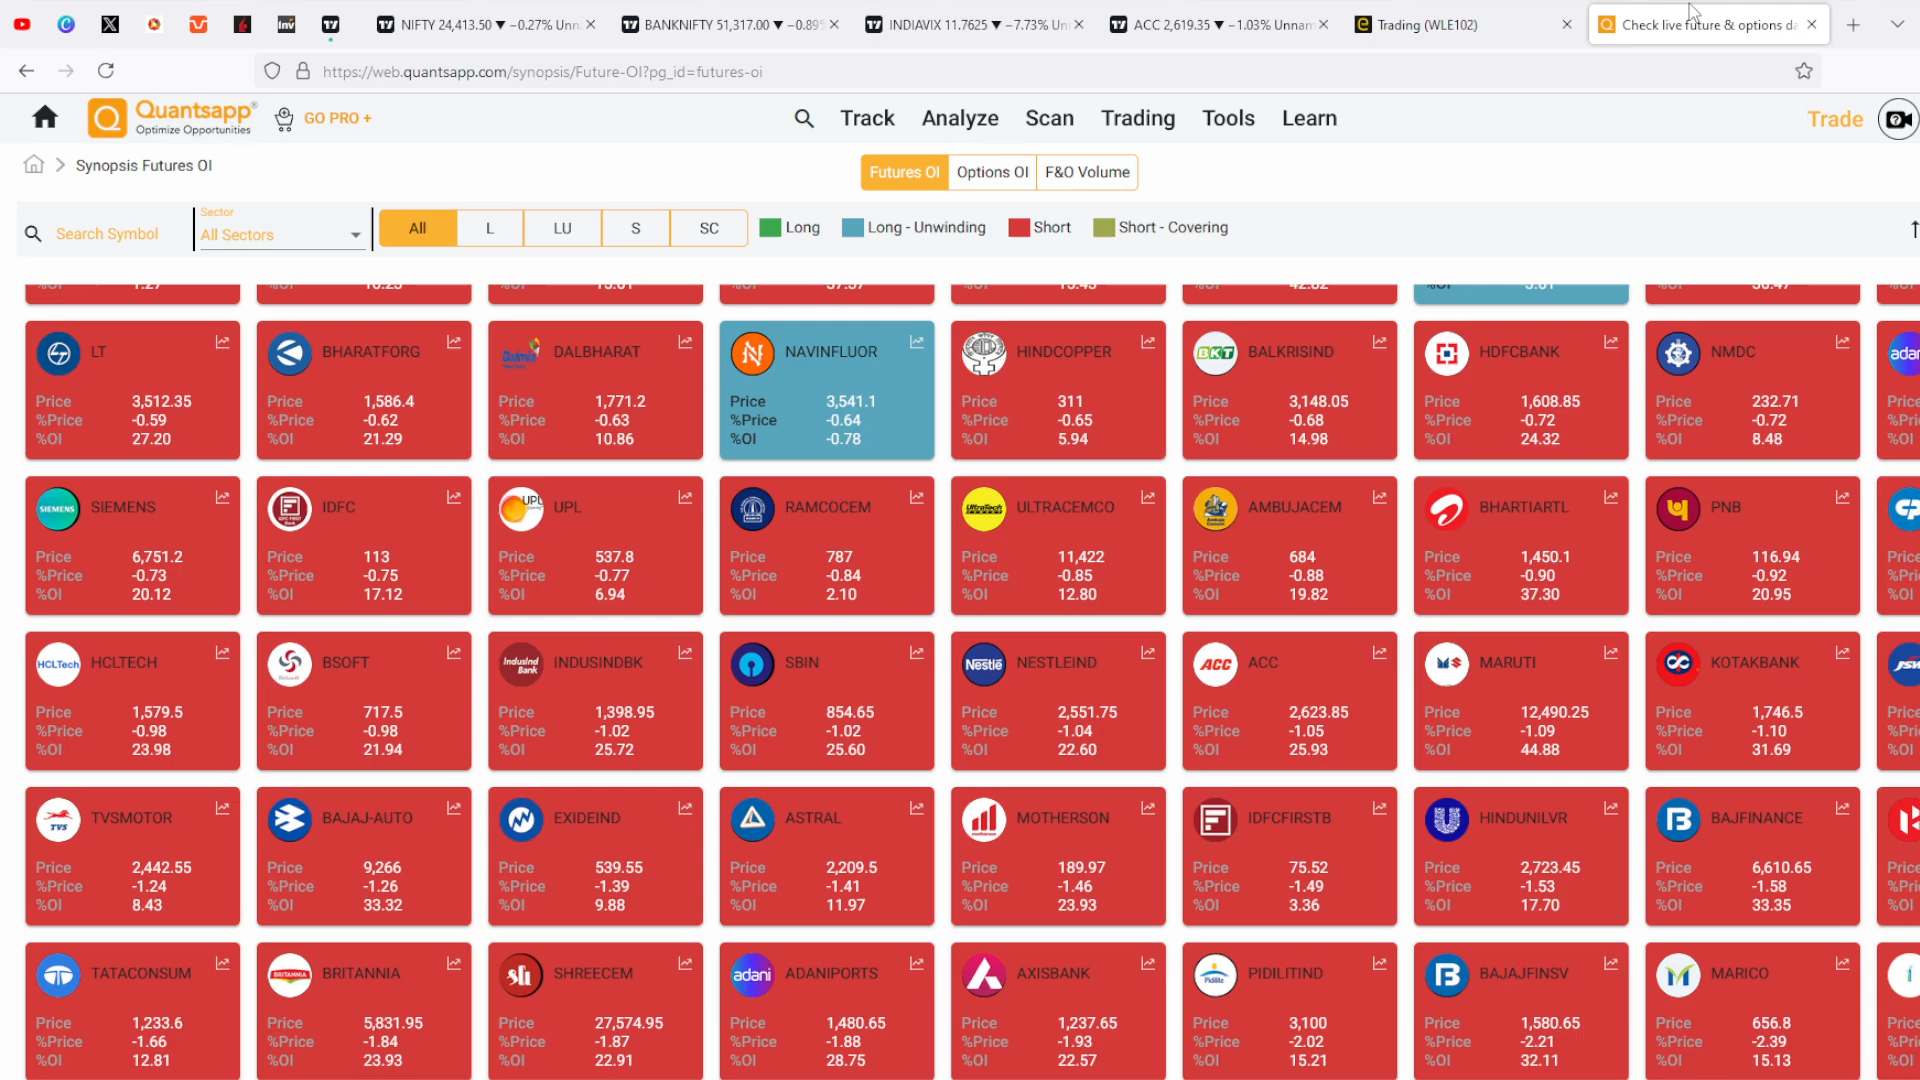 NIFTY 24,413.50 ▼ −0.27% Unn
BANKNIFTY 51,317.00 ▼ −0.89%
INDIAVIX 11.7625 ▼ −7.73% Un
ACC 2,619.35 ▼ −1.03% Unnam
Trading (WLE102)
Check live future & options da
https://web.quantsapp.com/synopsis/Future-OI?pg_id=futures-oi
Quantsapp®
Optimize Opportunities
GO PRO +
Track Analyze Scan Trading Tools Learn
Trade
Synopsis Futures OI
Futures OI Options OI F&O Volume
Search Symbol
Sector
All Sectors
All L LU S SC
Long Long - Unwinding Short Short - Covering
LT BHARATFORG DALBHARAT NAVINFLUOR HINDCOPPER BALKRISIND HDFCBANK NMDC
Price 3,512.35 Price 1,586.4 Price 1,771.2 Price 3,541.1 Price 311 Price 3,148.05 Price 1,608.85 Price 232.71 Price
%Price -0.59 %Price -0.62 %Price -0.63 %Price -0.64 %Price -0.65 %Price -0.68 %Price -0.72 %Price -0.72 %Pri
%OI 27.20 %OI 21.29 %OI 10.86 %OI -0.78 %OI 5.94 %OI 14.98 %OI 24.32 %OI 8.48 %OI
SIEMENS IDFC UPL RAMCOCEM ULTRACEMCO AMBUJACEM BHARTIARTL PNB
Price 6,751.2 Price 113 Price 537.8 Price 787 Price 11,422 Price 684 Price 1,450.1 Price 116.94 Price
%Price -0.73 %Price -0.75 %Price -0.77 %Price -0.84 %Price -0.85 %Price -0.88 %Price -0.90 %Price -0.92 %Pri
%OI 20.12 %OI 17.12 %OI 6.94 %OI 2.10 %OI 12.80 %OI 19.82 %OI 37.30 %OI 20.95 %OI
HCLTECH BSOFT INDUSINDBK SBIN NESTLEIND ACC MARUTI KOTAKBANK
Price 1,579.5 Price 717.5 Price 1,398.95 Price 854.65 Price 2,551.75 Price 2,623.85 Price 12,490.25 Price 1,746.5 Price
%Price -0.98 %Price -0.98 %Price -1.02 %Price -1.02 %Price -1.04 %Price -1.05 %Price -1.09 %Price -1.10 %Pri
%OI 23.98 %OI 21.94 %OI 25.72 %OI 25.60 %OI 22.60 %OI 25.93 %OI 44.88 %OI 31.69 %OI
TVSMOTOR BAJAJ-AUTO EXIDEIND ASTRAL MOTHERSON IDFCFIRSTB HINDUNILVR BAJFINANCE
Price 2,442.55 Price 9,266 Price 539.55 Price 2,209.5 Price 189.97 Price 75.52 Price 2,723.45 Price 6,610.65 Price
%Price -1.24 %Price -1.26 %Price -1.39 %Price -1.41 %Price -1.46 %Price -1.49 %Price -1.53 %Price -1.58 %Pri
%OI 8.43 %OI 33.32 %OI 9.88 %OI 11.97 %OI 23.93 %OI 3.36 %OI 17.70 %OI 33.35 %OI
TATACONSUM BRITANNIA SHREECEM ADANIPORTS AXISBANK PIDILITIND BAJAJFINSV MARICO
Price 1,233.6 Price 5,831.95 Price 27,574.95 Price 1,480.65 Price 1,237.65 Price 3,100 Price 1,580.65 Price 656.8 Price
%Price -1.66 %Price -1.84 %Price -1.87 %Price -1.88 %Price -1.93 %Price -2.02 %Price -2.21 %Price -2.39 %Pri
%OI 12.81 %OI 23.93 %OI 22.91 %OI 28.75 %OI 22.57 %OI 15.21 %OI 32.11 %OI 15.13 %OI